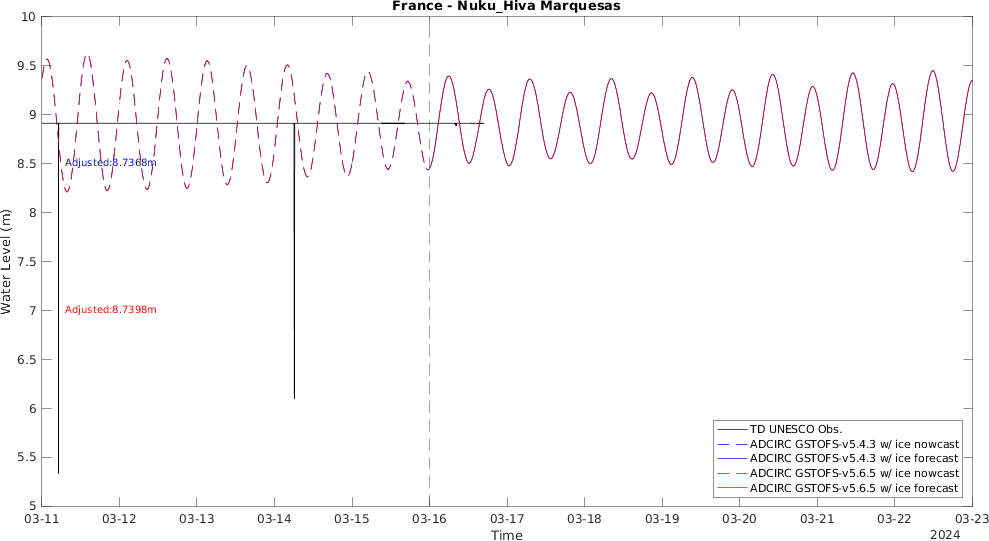 France - Nuku_Hiva Marquesas
10
9.5
9
8.5
8
7.5
7
6.5
6
5.5
5
Water Level (m)
Adjusted:8.7368m
Adjusted:8.7398m
TD UNESCO Obs.
ADCIRC GSTOFS-v5.4.3 w/ ice nowcast
ADCIRC GSTOFS-v5.4.3 w/ ice forecast
ADCIRC GSTOFS-v5.6.5 w/ ice nowcast
ADCIRC GSTOFS-v5.6.5 w/ ice forecast
03-11 03-12 03-13 03-14 03-15 03-16 03-17 03-18 03-19 03-20 03-21 03-22 03-23
Time
2024